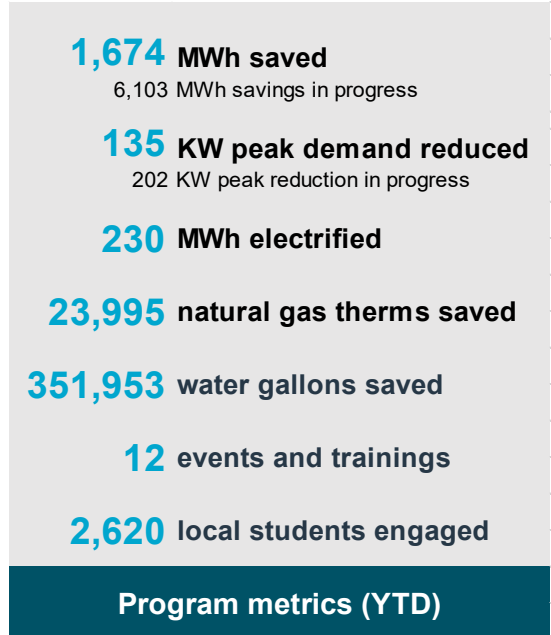 1,674 MWh saved
6,103 MWh savings in progress
135 KW peak demand reduced
202 KW peak reduction in progress
230 MWh electrified
23,995 natural gas therms saved
351,953 water gallons saved
12 events and trainings
2,620 local students engaged
Program metrics (YTD)